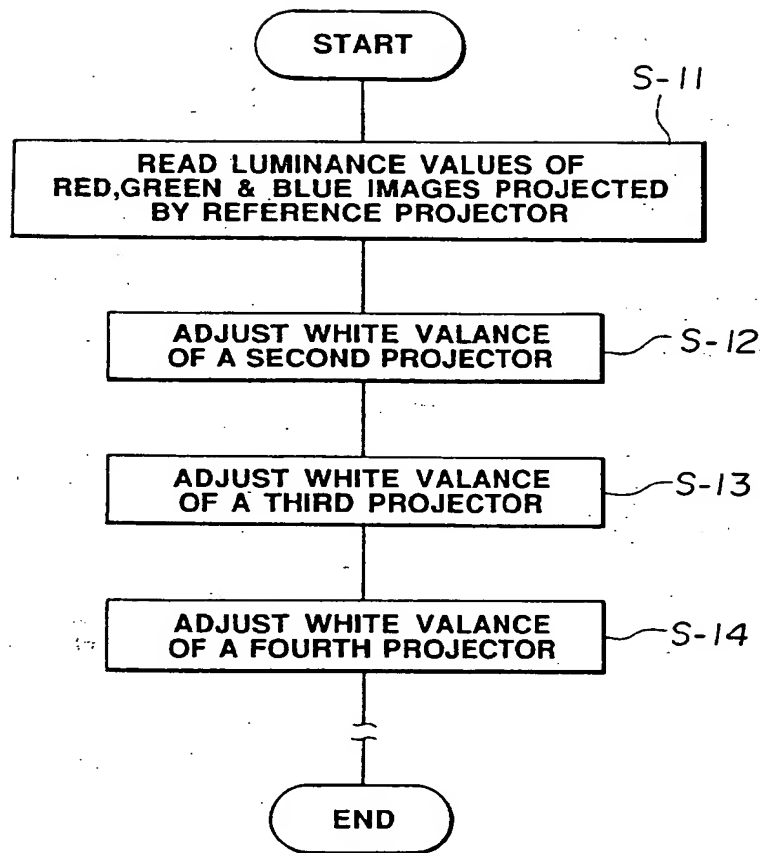 START
S-11
READ LUMINANCE VALUES OF
RED,GREEN & BLUE IMAGES PROJECTED
BY REFERENCE PROJECTOR
ADJUST WHITE VALANCE
OF A SECOND PROJECTOR
S-12
ADJUST WHITE VALANCE
OF A THIRD PROJECTOR
S-13
ADJUST WHITE VALANCE
OF A FOURTH PROJECTOR
S-14
END